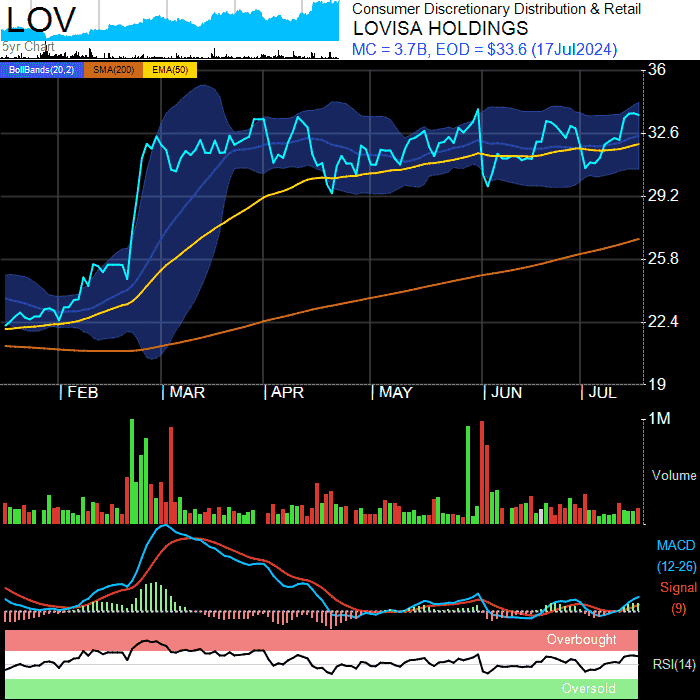 LOV
5yr Chart
Consumer Discretionary Distribution & Retail
LOVISA HOLDINGS
MC = 3.7B, EOD = $33.6 (17Jul2024)
BollBands(20,2) SMA(200) EMA(50)
36
32.6
29.2
25.8
22.4
19
FEB MAR APR MAY JUN JUL
1M
Volume
MACD
(12-26)
Signal
(9)
Overbought
RSI(14)
Oversold